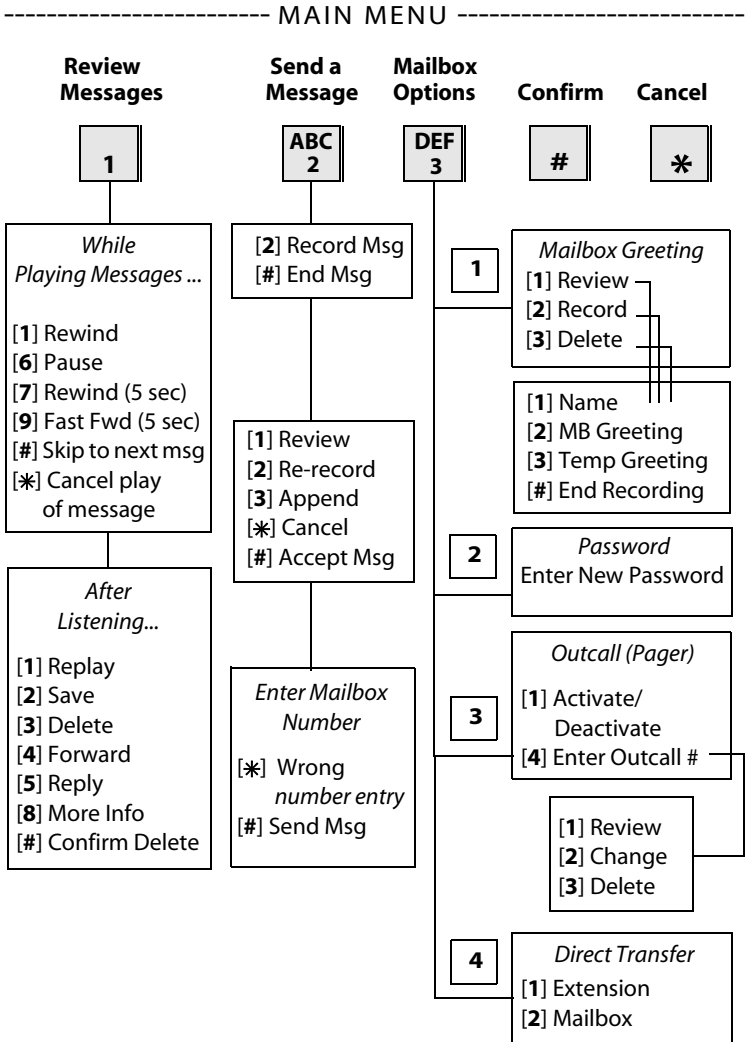 MAIN MENU
Review
Messages
Send a
Message
Mailbox
Options
Confirm
Cancel
1
ABC
2
DEF
3
#
*
While
Playing Messages ...
[1] Rewind
[6] Pause
[7] Rewind (5 sec)
[9] Fast Fwd (5 sec)
[#] Skip to next msg
[*] Cancel play
of message
After
Listening...
[1] Replay
[2] Save
[3] Delete
[4] Forward
[5] Reply
[8] More Info
[#] Confirm Delete
[2] Record Msg
[#] End Msg
[1] Review
[2] Re-record
[3] Append
[*] Cancel
[#] Accept Msg
Enter Mailbox
Number
[*] Wrong
number entry
[#] Send Msg
1
Mailbox Greeting
[1] Review
[2] Record
[3] Delete
[1] Name
[2] MB Greeting
[3] Temp Greeting
[#] End Recording
2
Password
Enter New Password
3
Outcall (Pager)
[1] Activate/
Deactivate
[4] Enter Outcall #
[1] Review
[2] Change
[3] Delete
4
Direct Transfer
[1] Extension
[2] Mailbox